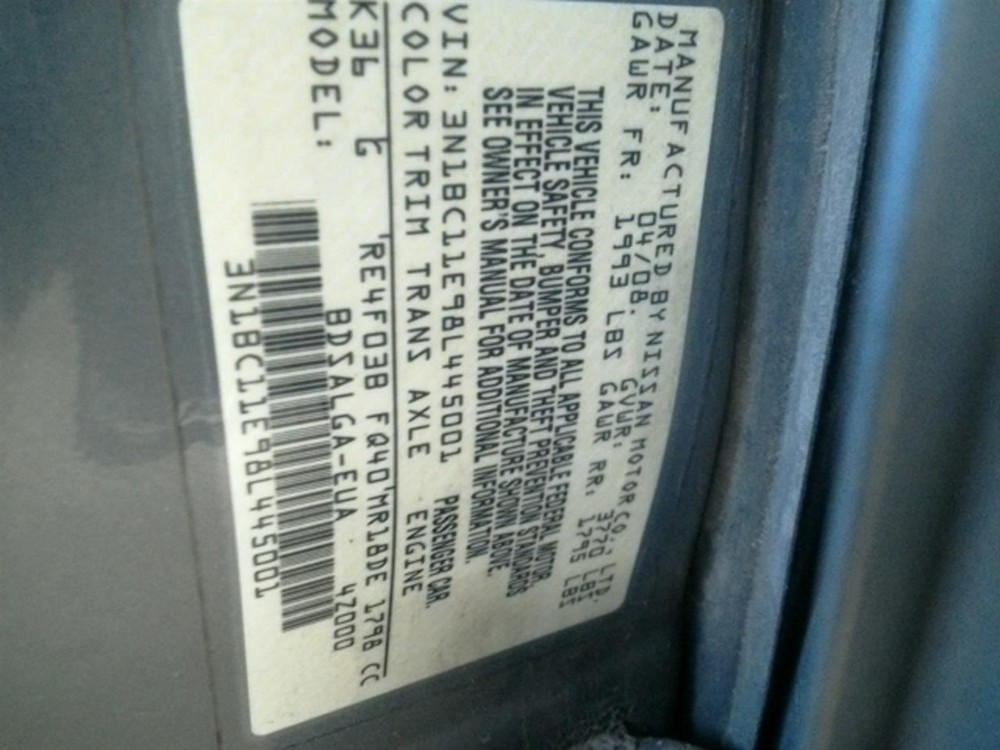 MANUFACTURED BY NISSAN MOTOR CO., LTD.
DATE: 04/08. GVWR: 3770 LBS
GAWR FR: 1993 LBS GAWR RR: 1795 LBS
THIS VEHICLE CONFORMS TO ALL APPLICABLE FEDERAL MOTOR
VEHICLE SAFETY, BUMPER AND THEFT PREVENTION STANDARDS
IN EFFECT ON THE DATE OF MANUFACTURE SHOWN ABOVE.
SEE OWNER'S MANUAL FOR ADDITIONAL INFORMATION.
VIN: 3N1BC11E98L445001 PASSENGER CAR.
COLOR TRIM TRANS AXLE ENGINE
K36 G RE4F03B FQ40 MR18DE 1798 CC
MODEL: BDSALGA-EUA 4Z000
3N1BC11E98L445001